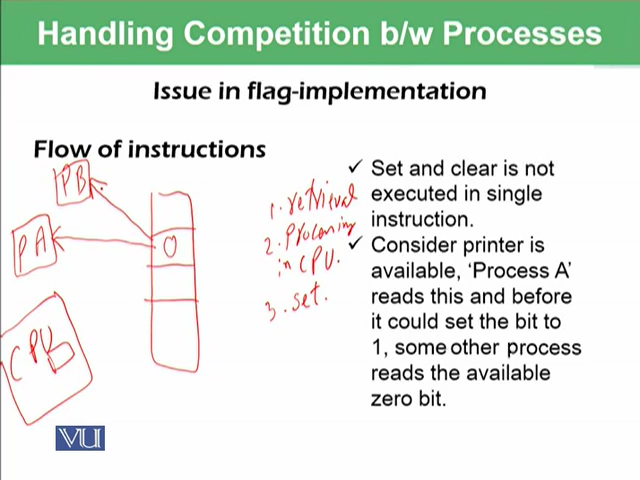 Handling Competition b/w Processes
Issue in flag-implementation
Flow of instructions
PB
PA
0
CPU
1. retrieval
2. Processing
in CPU.
3. set.
✓ Set and clear is not
executed in single
instruction.
✓ Consider printer is
available, ‘Process A’
reads this and before
it could set the bit to
1, some other process
reads the available
zero bit.
VU